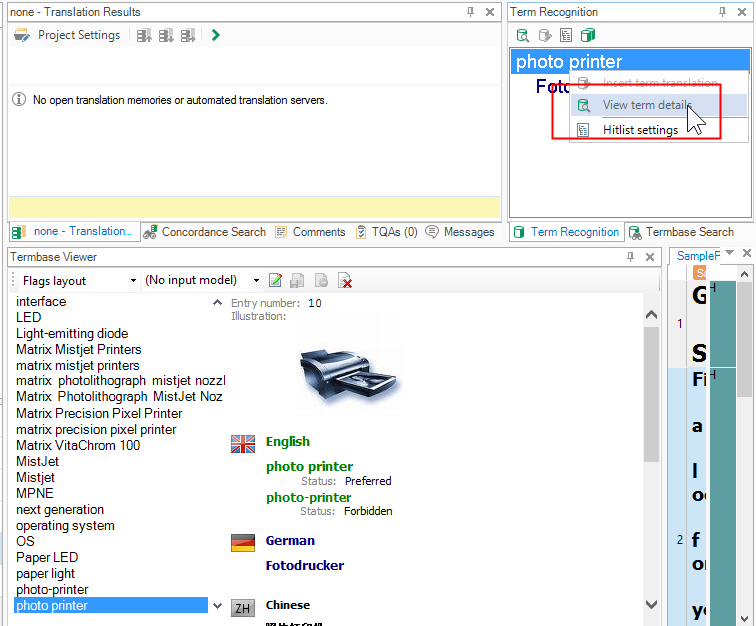 none - Translation Results
Project Settings
No open translation memories or automated translation servers.
none - Translation...
Concordance Search
Comments
TQAs (0)
Messages
Term Recognition
photo printer
Insert term translation
View term details
Hitlist settings
Term Recognition
Termbase Search
Termbase Viewer
Flags layout
(No input model)
interface
LED
Light-emitting diode
Matrix Mistjet Printers
matrix mistjet printers
matrix photolithograph mistjet nozzl
Matrix Photolithograph MistJet Noz
Matrix Precision Pixel Printer
matrix precision pixel printer
Matrix VitaChrom 100
MistJet
Mistjet
MPNE
next generation
operating system
OS
Paper LED
paper light
photo-printer
photo printer
Entry number: 10
Illustration:
English
photo printer
Status: Preferred
photo-printer
Status: Forbidden
German
Fotodrucker
ZH
Chinese
SampleP
1
G
H
S
2
Fi
H
a
l
f